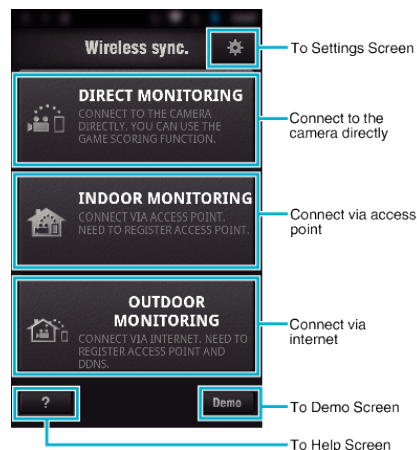 Wireless sync.
To Settings Screen
DIRECT MONITORING
CONNECT TO THE CAMERA
DIRECTLY. YOU CAN USE THE
GAME SCORING FUNCTION.
Connect to the
camera directly
INDOOR MONITORING
CONNECT VIA ACCESS POINT.
NEED TO REGISTER ACCESS POINT.
Connect via access
point
OUTDOOR
MONITORING
CONNECT VIA INTERNET. NEED TO
REGISTER ACCESS POINT AND
DDNS.
Connect via
internet
?
Demo
To Demo Screen
To Help Screen